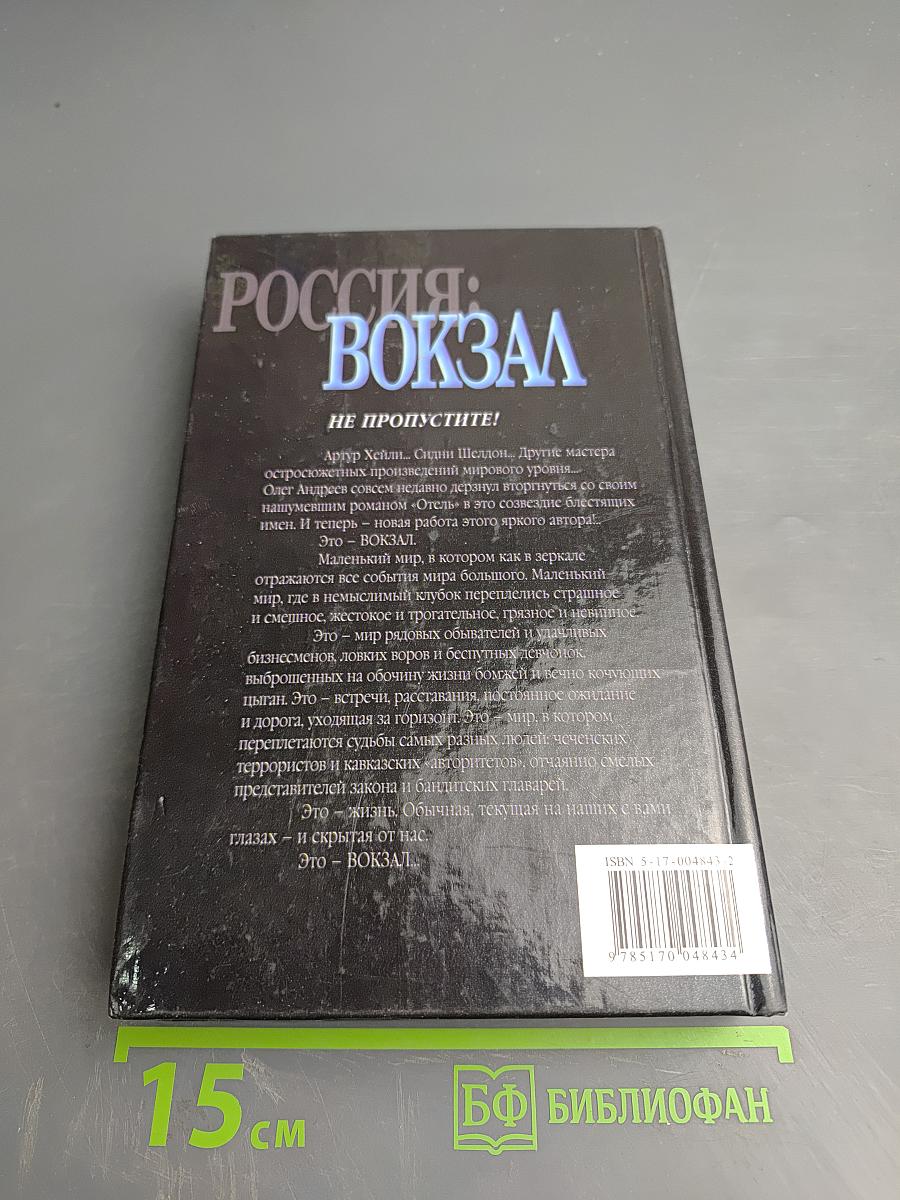 РОССИЯ:
ВОКЗАЛ
НЕ ПРОПУСТИТЕ!
Артур Хейли... Сидни Шелдон... Другие мастера
остросюжетных произведений мирового уровня...
Олег Андреев совсем недавно дерзнул вторгнуться со своим
нашумевшим романом «Отель» в это созвездие блестящих
имен. И теперь – новая работа этого яркого автора!..
Это – ВОКЗАЛ.
Маленький мир, в котором как в зеркале
отражаются все события мира большого. Маленький
мир, где в немыслимый клубок переплелись страшное
и смешное, жестокое и трогательное, грязное и невинное.
Это – мир рядовых обывателей и удачливых
бизнесменов, ловких воров и беспутных девчонок,
выброшенных на обочину жизни бомжей и вечно кочующих
цыган. Это – встречи, расставания, постоянное ожидание
и дорога, уходящая за горизонт. Это – мир, в котором
переплетаются судьбы самых разных людей: чеченских
террористов и кавказских «авторитетов», отчаянно смелых
представителей закона и бандитских главарей.
Это – жизнь. Обычная, текущая на наших с вами
глазах – и скрытая от нас.
Это – ВОКЗАЛ...
ISBN 5-17-004843-2
9785170048434
15 см
БФ БИБЛИОФАН